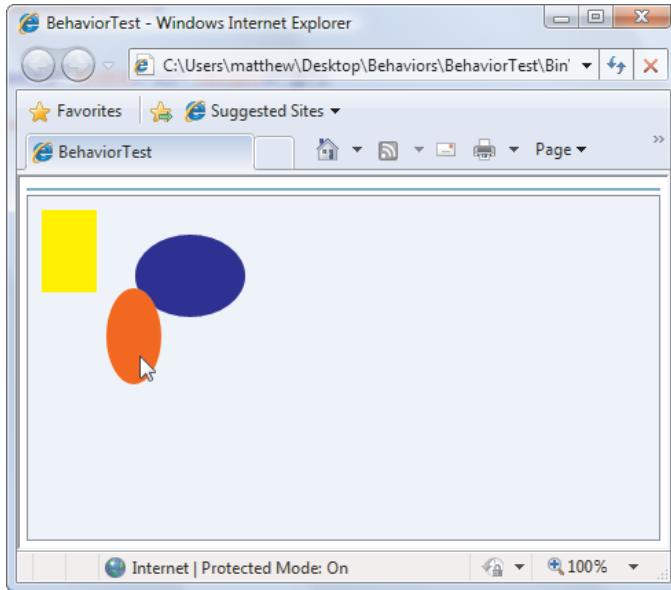 BehaviorTest - Windows Internet Explorer
C:\Users\matthew\Desktop\Behaviors\BehaviorTest\Bin\
Favorites Suggested Sites
BehaviorTest Page »
Internet | Protected Mode: On 100%